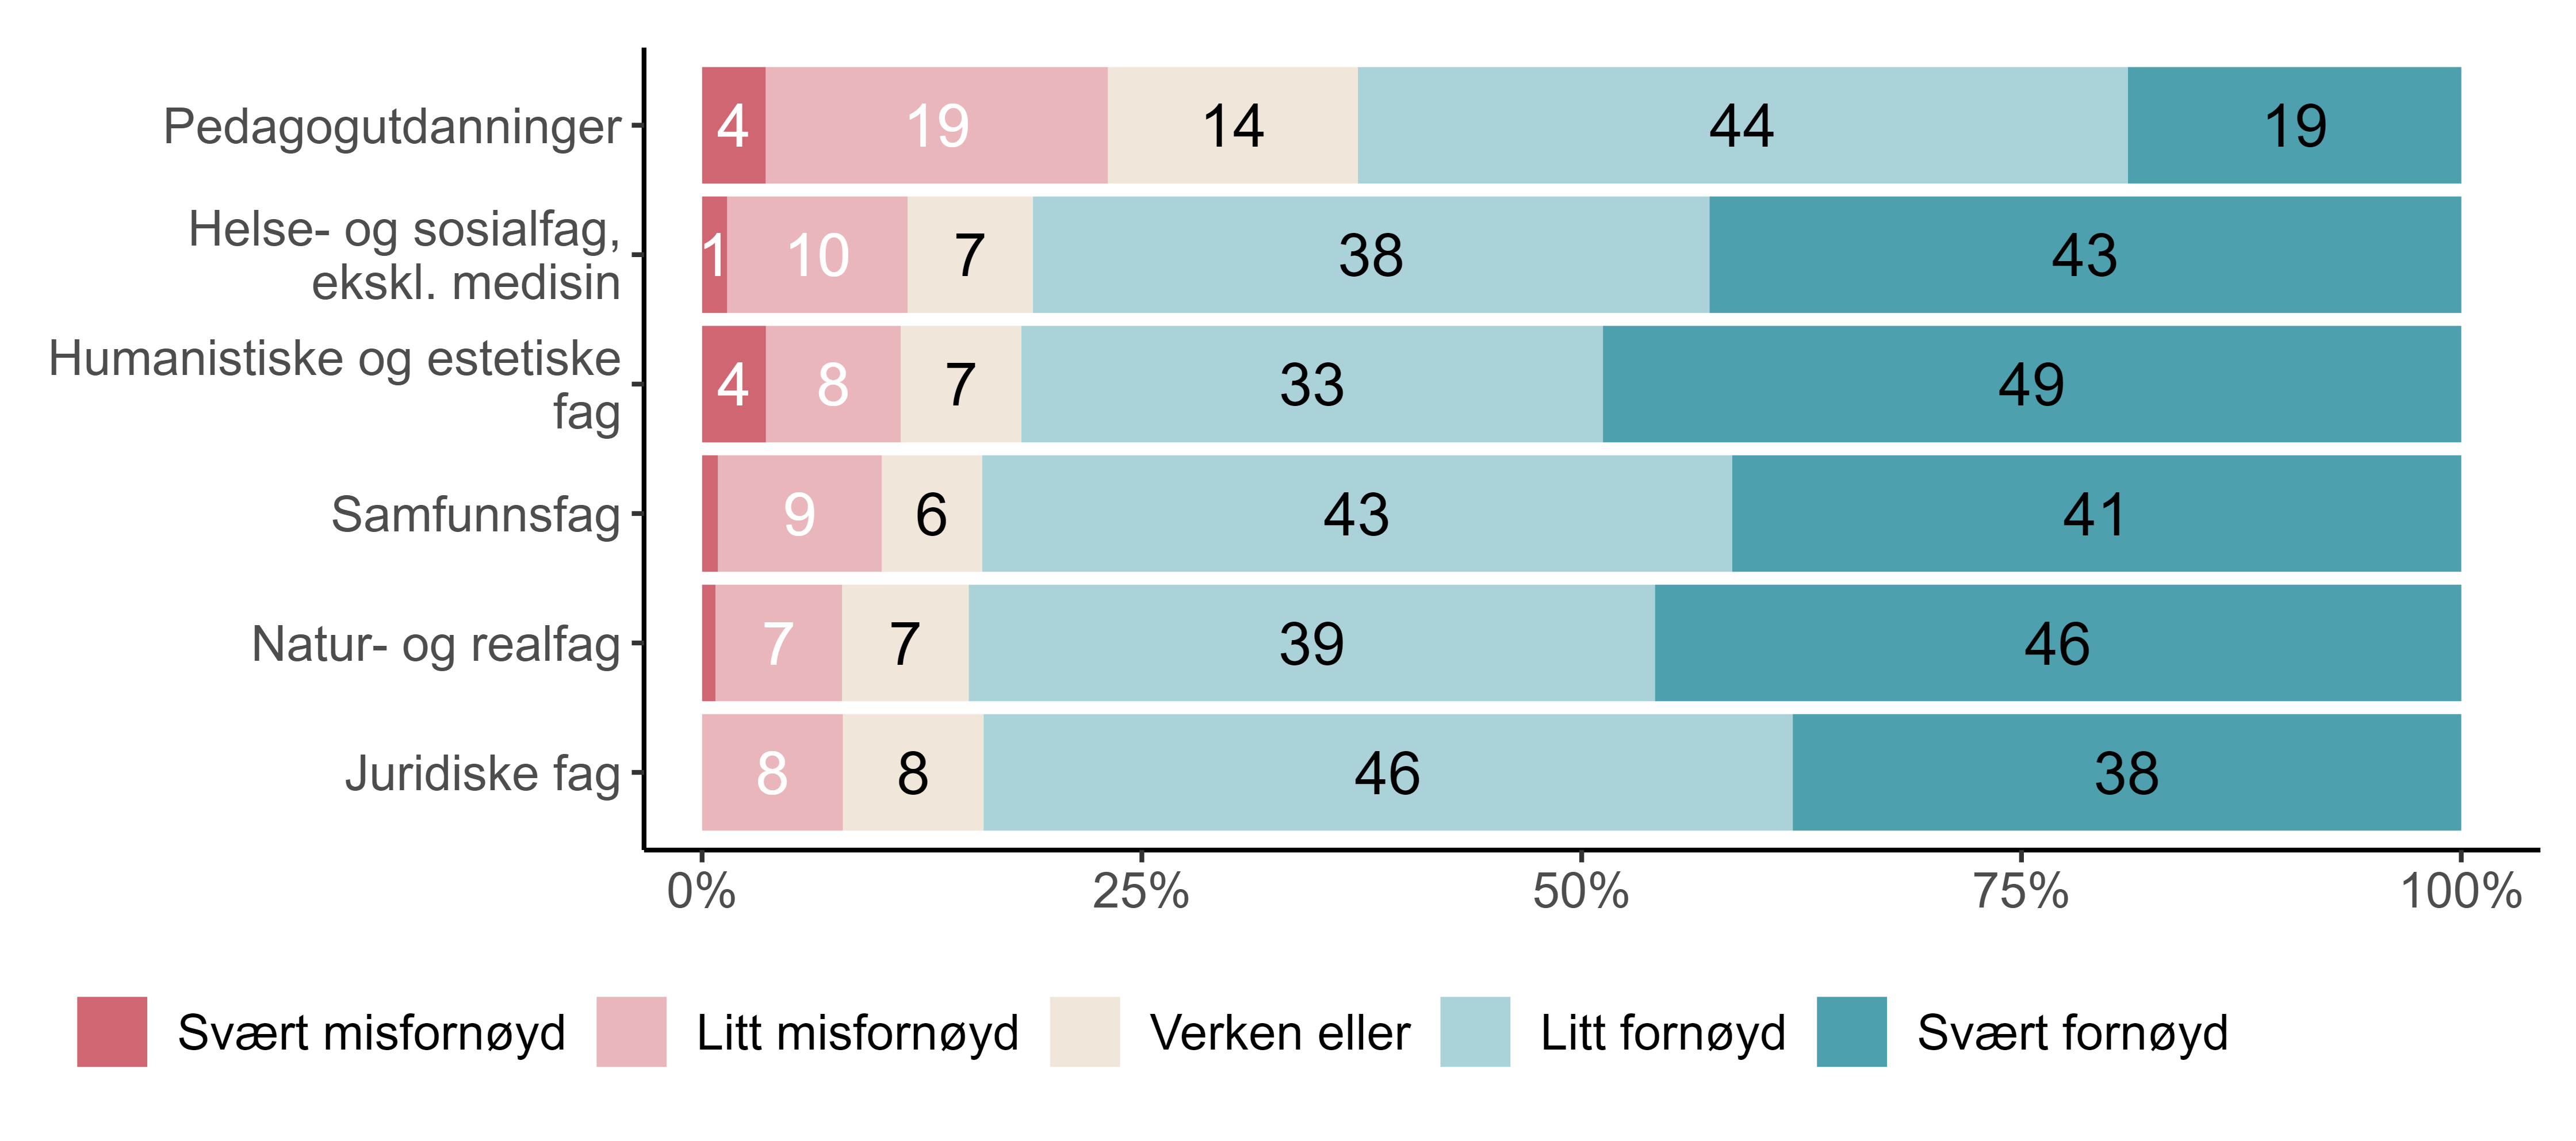 Pedagogutdanninger
4 19 14 44 19
Helse- og sosialfag,
ekskl. medisin
1 10 7 38 43
Humanistiske og estetiske
fag
4 8 7 33 49
Samfunnsfag
9 6 43 41
Natur- og realfag
7 7 39 46
Juridiske fag
8 8 46 38
0% 25% 50% 75% 100%
Svært misfornøyd Litt misfornøyd Verken eller Litt fornøyd Svært fornøyd